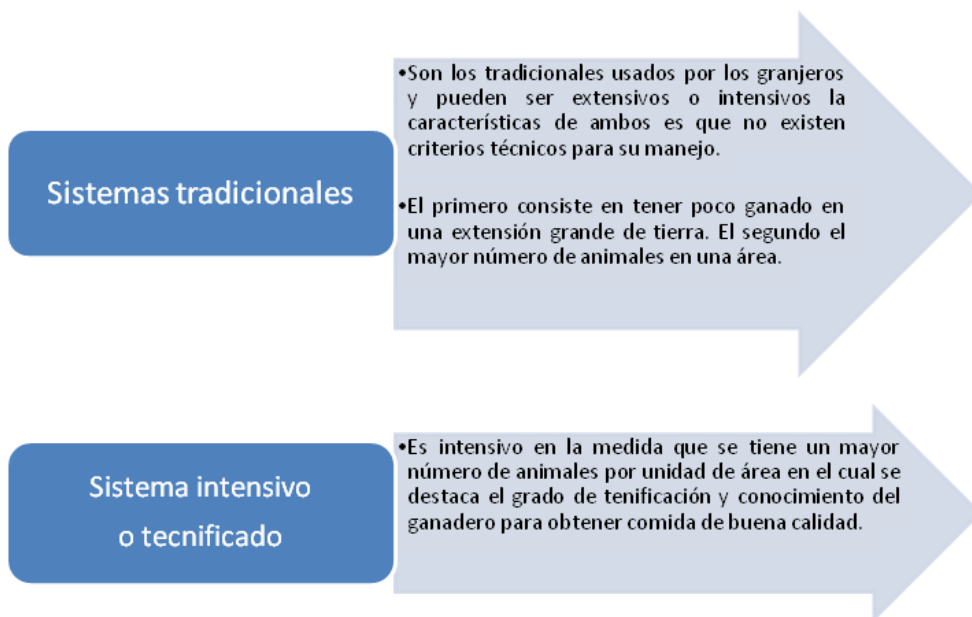 Sistemas tradicionales
•Son los tradicionales usados por los granjeros
y pueden ser extensivos o intensivos la
características de ambos es que no existen
criterios técnicos para su manejo.
•El primero consiste en tener poco ganado en
una extensión grande de tierra. El segundo el
mayor número de animales en una área.
Sistema intensivo
o tecnificado
•Es intensivo en la medida que se tiene un mayor
número de animales por unidad de área en el cual se
destaca el grado de tenificación y conocimiento del
ganadero para obtener comida de buena calidad.